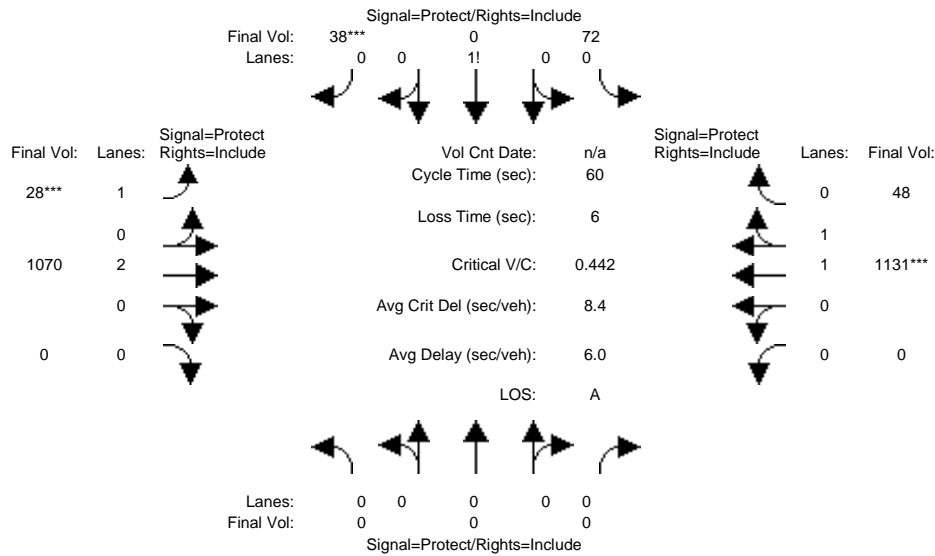 Signal=Protect/Rights=Include
Final Vol: 38*** 0 72
Lanes: 0 0 1! 0 0
Signal=Protect
Final Vol: Lanes: Rights=Include
28*** 1
0
1070 2
0
0 0
Vol Cnt Date: n/a
Cycle Time (sec): 60
Loss Time (sec): 6
Critical V/C: 0.442
Avg Crit Del (sec/veh): 8.4
Avg Delay (sec/veh): 6.0
LOS: A
Signal=Protect
Rights=Include Lanes: Final Vol:
0 48
1
1 1131***
0
0 0
Lanes: 0 0 0 0 0
Final Vol: 0 0 0
Signal=Protect/Rights=Include